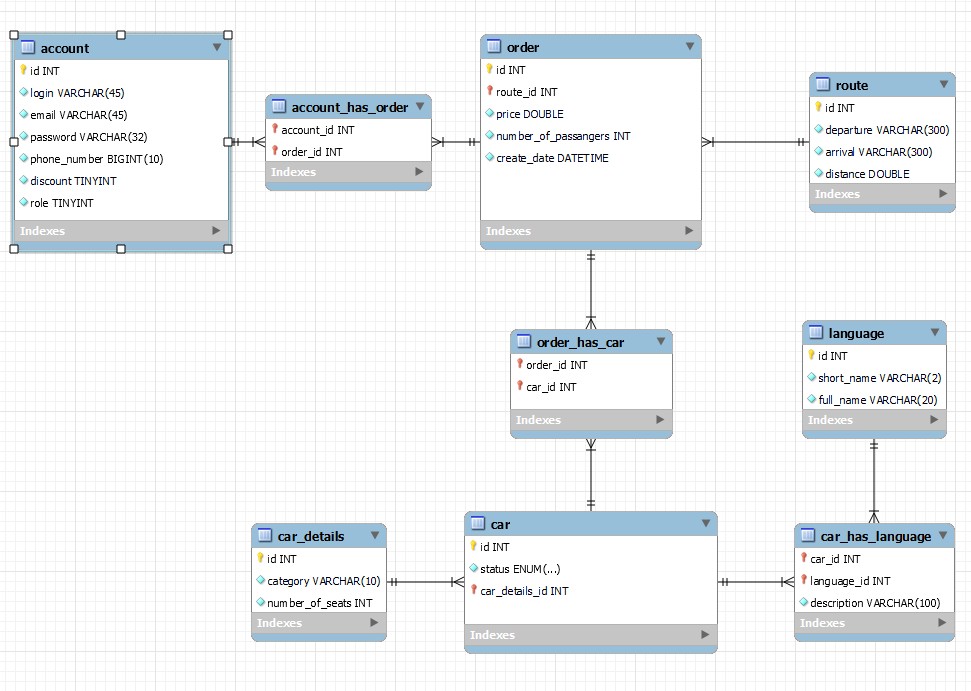 account
id INT
login VARCHAR(45)
email VARCHAR(45)
password VARCHAR(32)
phone_number BIGINT(10)
discount TINYINT
role TINYINT
Indexes
account_has_order
account_id INT
order_id INT
Indexes
order
id INT
route_id INT
price DOUBLE
number_of_passangers INT
create_date DATETIME
Indexes
route
id INT
departure VARCHAR(300)
arrival VARCHAR(300)
distance DOUBLE
Indexes
order_has_car
order_id INT
car_id INT
Indexes
language
id INT
short_name VARCHAR(2)
full_name VARCHAR(20)
Indexes
car_details
id INT
category VARCHAR(10)
number_of_seats INT
Indexes
car
id INT
status ENUM(...)
car_details_id INT
Indexes
car_has_language
car_id INT
language_id INT
description VARCHAR(100)
Indexes